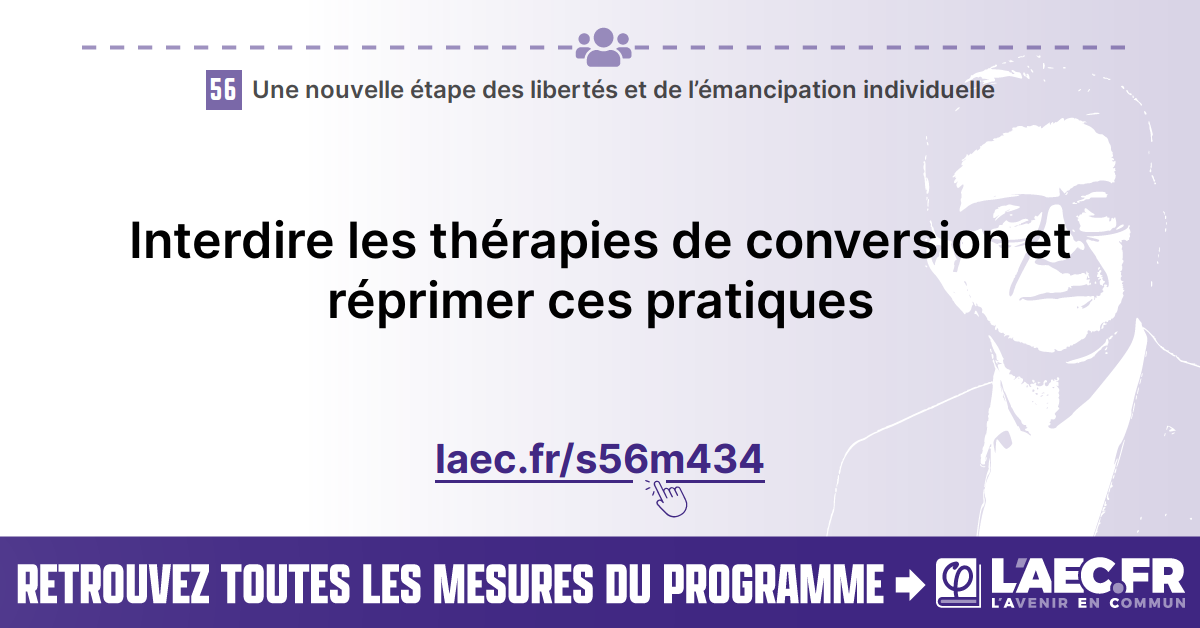 56 Une nouvelle étape des libertés et de l’émancipation individuelle
Interdire les thérapies de conversion et
réprimer ces pratiques
laec.fr/s56m434
RETROUVEZ TOUTES LES MESURES DU PROGRAMME
L'AEC.FR
L'AVENIR EN COMMUN